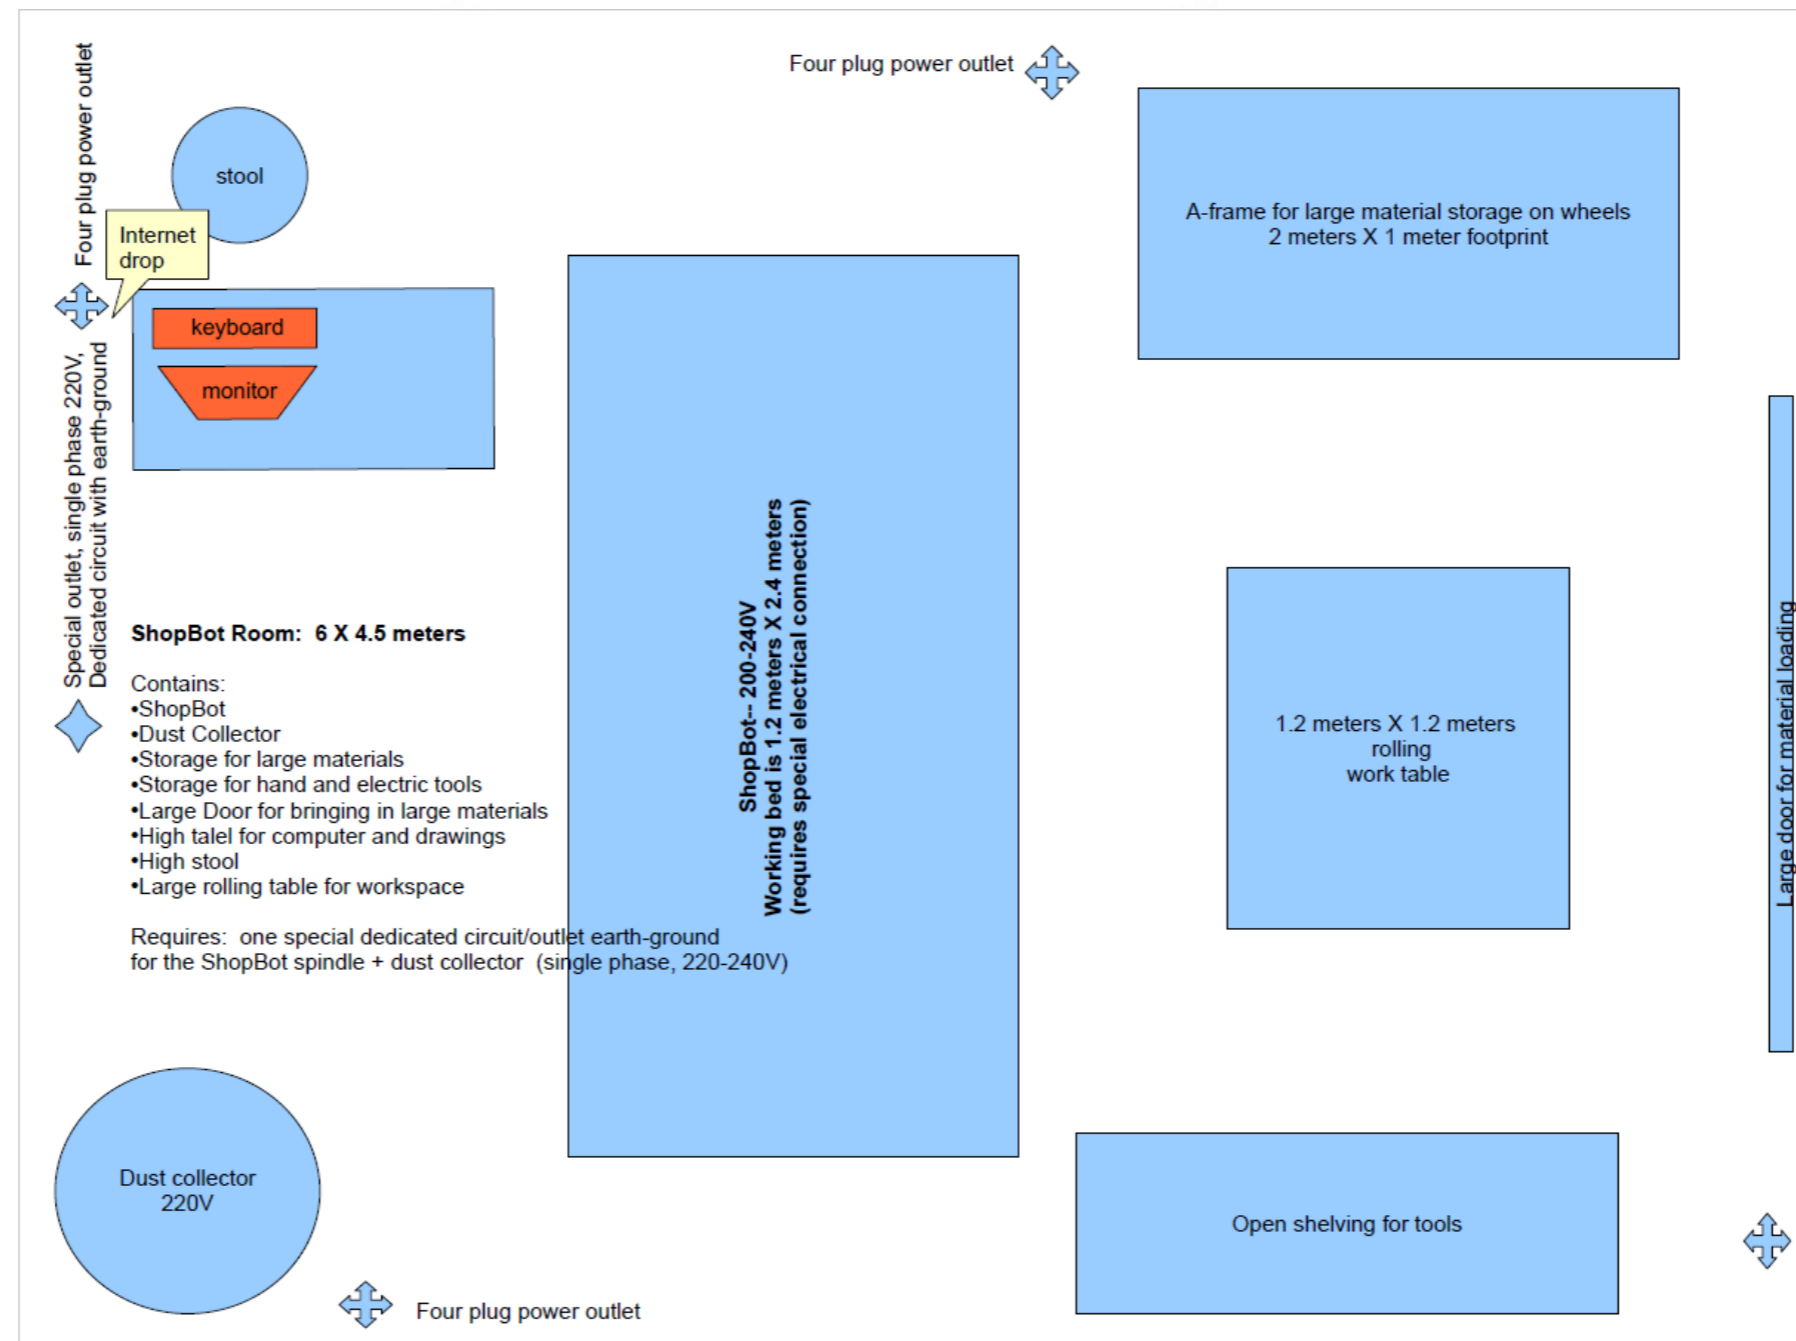 Four plug power outlet
Four plug power outlet
stool
Internet
drop
keyboard
monitor
A-frame for large material storage on wheels
2 meters X 1 meter footprint
Special outlet, single phase 220V,
Dedicated circuit with earth-ground
ShopBot-- 200-240V
Working bed is 1.2 meters X 2.4 meters
(requires special electrical connection)
ShopBot Room:  6 X 4.5 meters
Contains:
•ShopBot
•Dust Collector
•Storage for large materials
•Storage for hand and electric tools
•Large Door for bringing in large materials
•High talel for computer and drawings
•High stool
•Large rolling table for workspace
Requires:  one special dedicated circuit/outlet earth-ground
for the ShopBot spindle + dust collector  (single phase, 220-240V)
1.2 meters X 1.2 meters
rolling
work table
Large door for material loading
Dust collector
220V
Open shelving for tools
Four plug power outlet